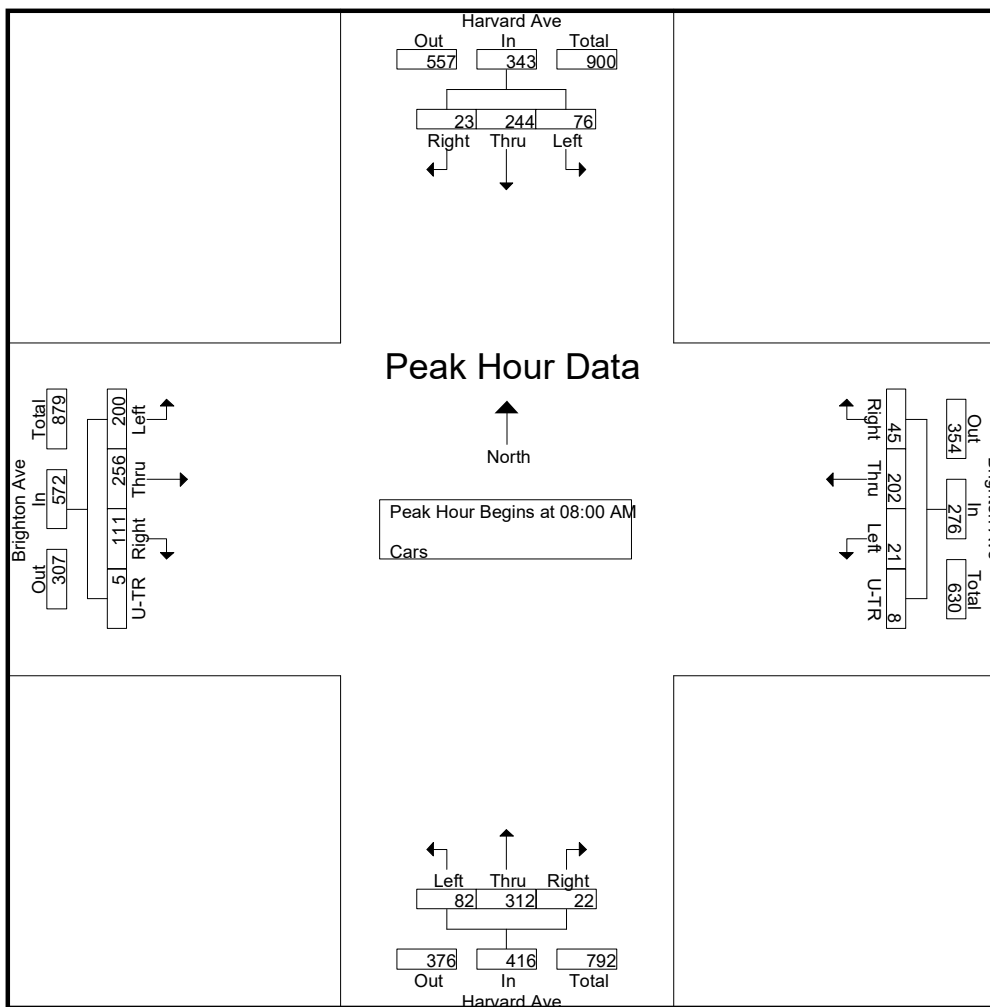 Harvard Ave
Out In Total
557 343 900
23 244 76
Right Thru Left
Peak Hour Data
North
Peak Hour Begins at 08:00 AM
Cars
Brighton Ave
Out In Total
307 572 879
5 111 256 200
U-TR Right Thru Left
Out In Total
354 276 630
45 202 21 8
Right Thru Left U-TR
Left Thru Right
82 312 22
376 416 792
Out In Total
Harvard Ave